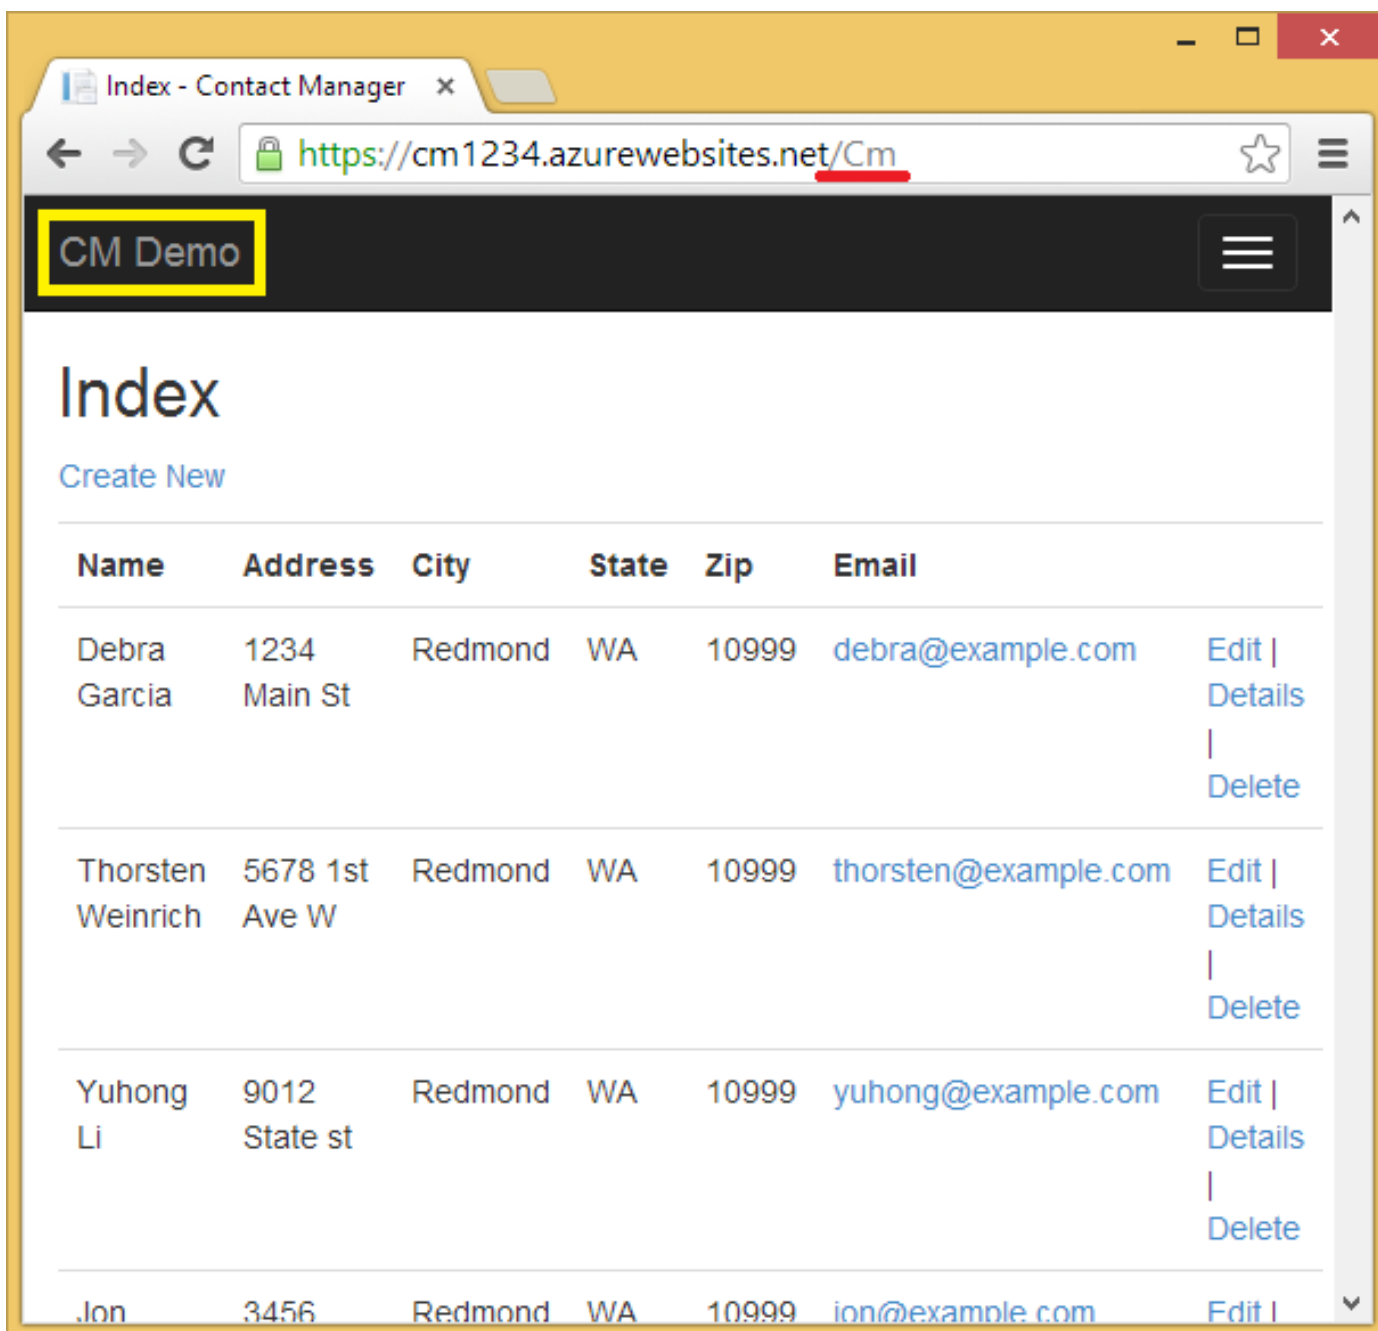 Index - Contact Manager
https://cm1234.azurewebsites.net/Cm
CM Demo
Index
Create New
Name Address City State Zip Email
Debra 1234 Redmond WA 10999 debra@example.com Edit |
Garcia Main St Details
|
Delete
Thorsten 5678 1st Redmond WA 10999 thorsten@example.com Edit |
Weinrich Ave W Details
|
Delete
Yuhong 9012 Redmond WA 10999 yuhong@example.com Edit |
Li State st Details
|
Delete
Jon 3456 Redmond WA 10999 jon@example.com Edit |